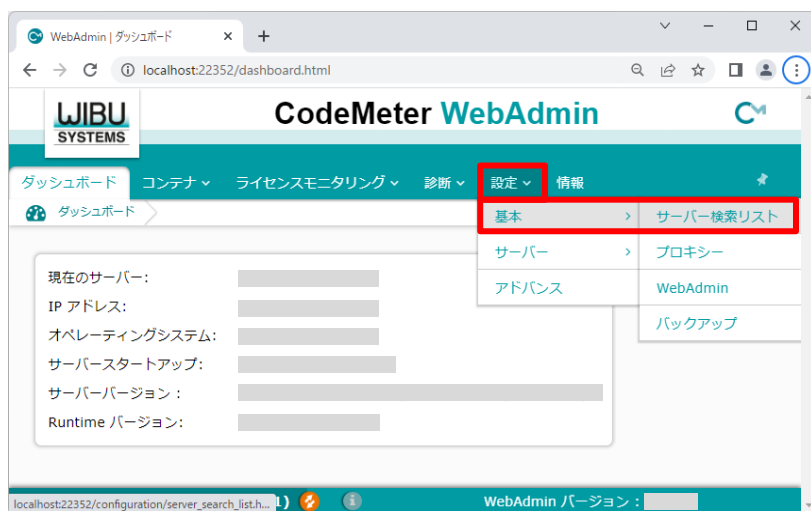 WebAdmin | ダッシュボード
localhost:22352/dashboard.html
WIBU
SYSTEMS
CodeMeter WebAdmin
ダッシュボード コンテナ ライセンスモニタリング 診断 設定 情報
ダッシュボード
基本 サーバー検索リスト
サーバー プロキシー
アドバンス WebAdmin
バックアップ
現在のサーバー:
IP アドレス:
オペレーティングシステム:
サーバースタートアップ:
サーバーバージョン :
Runtime バージョン:
localhost:22352/configuration/server_search_list.h... 1)
WebAdmin バージョン :